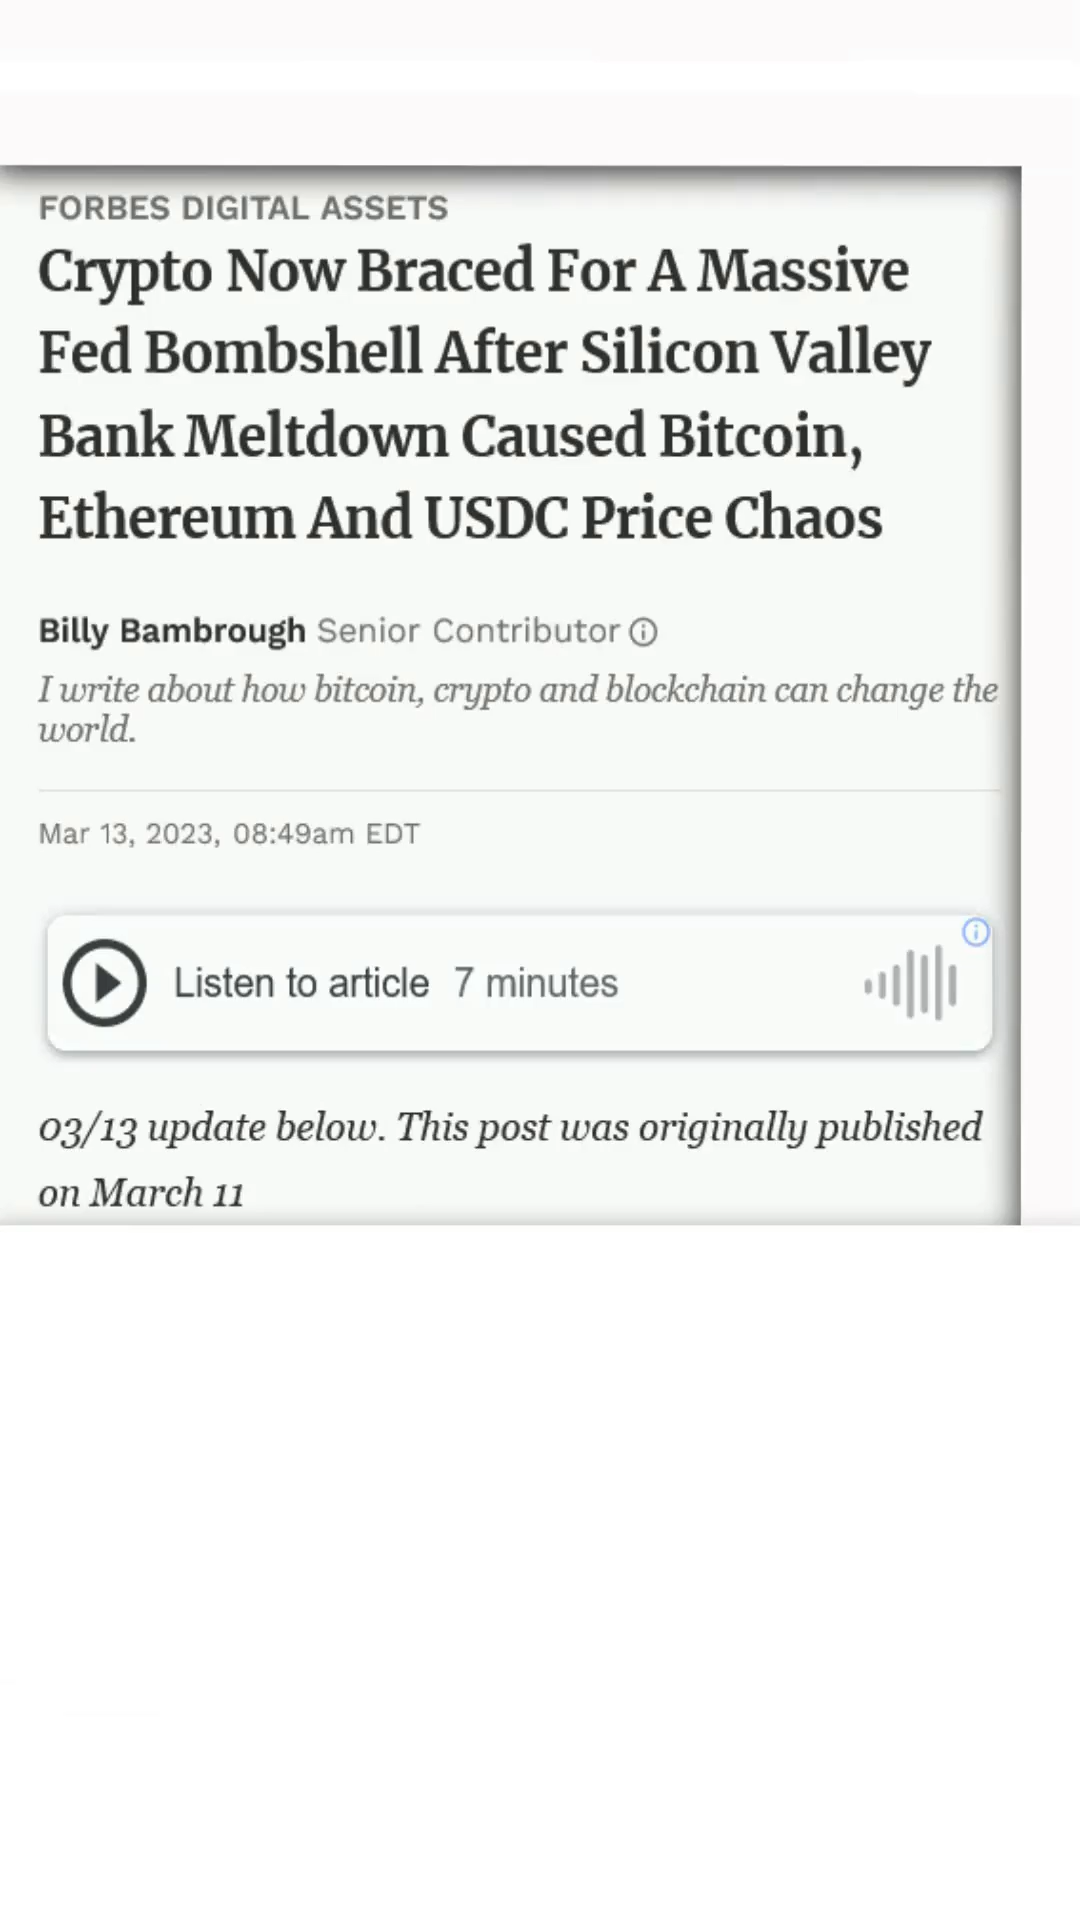 FORBES DIGITAL ASSETS
Crypto Now Braced For A Massive
Fed Bombshell After Silicon Valley
Bank Meltdown Caused Bitcoin,
Ethereum And USDC Price Chaos
Billy Bambrough Senior Contributor
I write about how bitcoin, crypto and blockchain can change the
world.
Mar 13, 2023, 08:49am EDT
Listen to article 7 minutes
03/13 update below. This post was originally published
on March 11